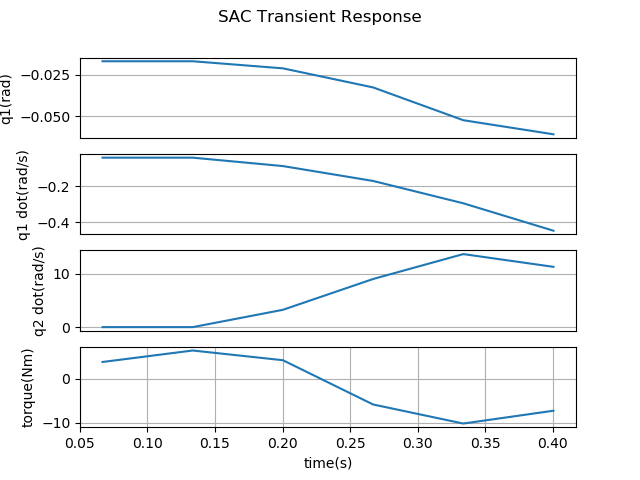 SAC Transient Response
q1(rad)
−0.025
−0.050
q1 dot(rad/s)
−0.2
−0.4
q2 dot(rad/s)
10
0
torque(Nm)
0
−10
0.05 0.10 0.15 0.20 0.25 0.30 0.35 0.40
time(s)